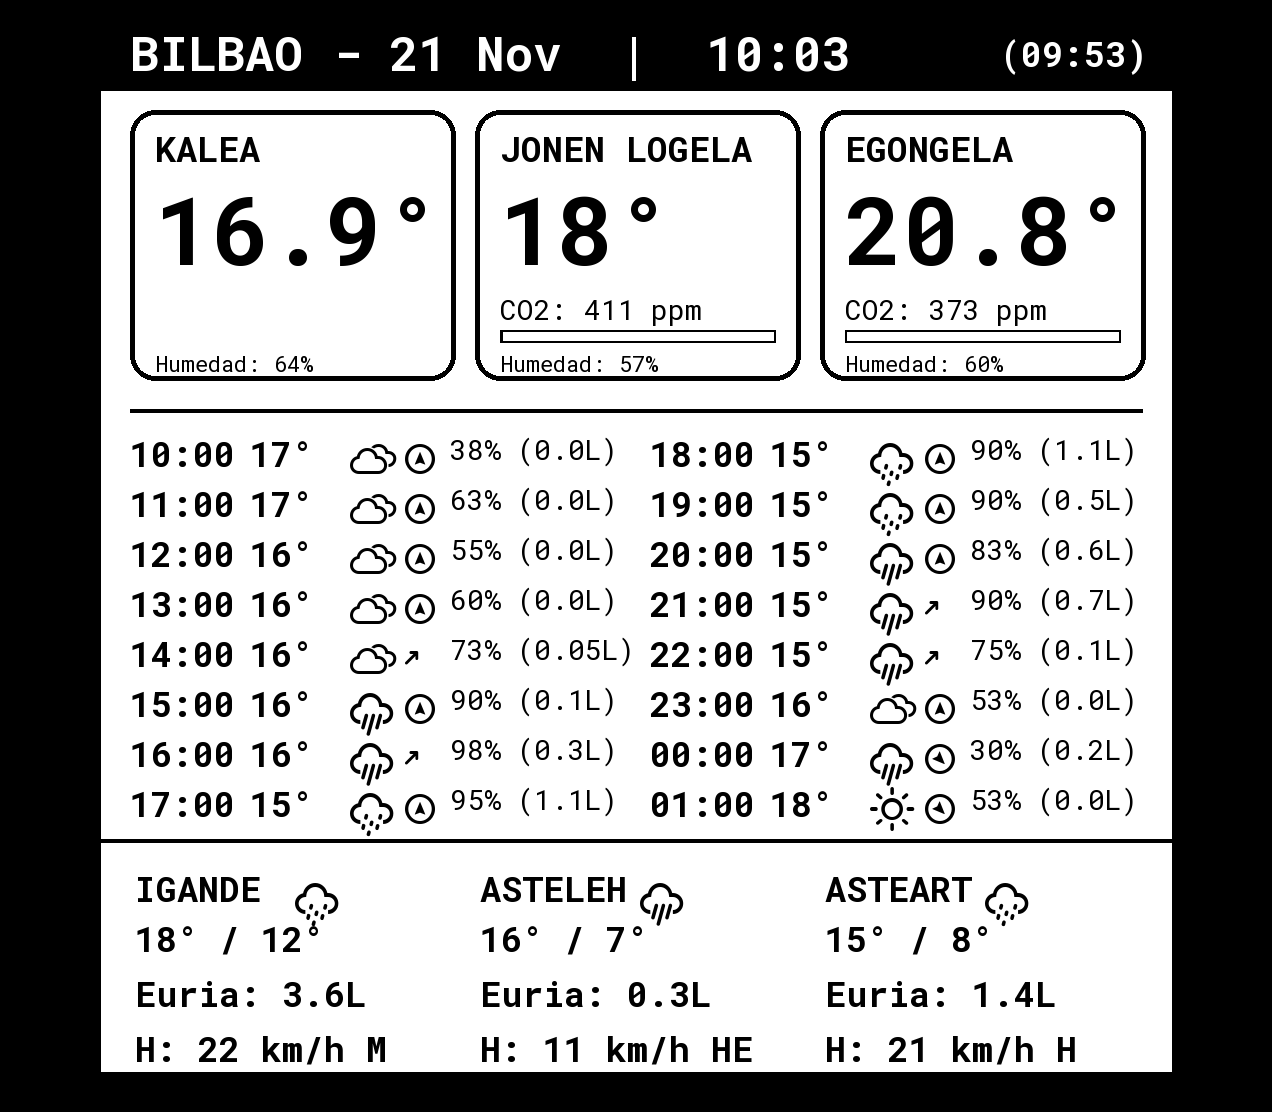 BILBAO - 21 Nov | 10:03 (09:53)
KALEA
16.9°
Humedad: 64%
JONEN LOGELA
18°
CO2: 411 ppm
Humedad: 57%
EGONGELA
20.8°
CO2: 373 ppm
Humedad: 60%
10:00 17° 38% (0.0L)
11:00 17° 63% (0.0L)
12:00 16° 55% (0.0L)
13:00 16° 60% (0.0L)
14:00 16° 73% (0.05L)
15:00 16° 90% (0.1L)
16:00 16° 98% (0.3L)
17:00 15° 95% (1.1L)
18:00 15° 90% (1.1L)
19:00 15° 90% (0.5L)
20:00 15° 83% (0.6L)
21:00 15° 90% (0.7L)
22:00 15° 75% (0.1L)
23:00 16° 53% (0.0L)
00:00 17° 30% (0.2L)
01:00 18° 53% (0.0L)
IGANDE
18° / 12°
Euria: 3.6L
H: 22 km/h M
ASTELEH
16° / 7°
Euria: 0.3L
H: 11 km/h HE
ASTEART
15° / 8°
Euria: 1.4L
H: 21 km/h H